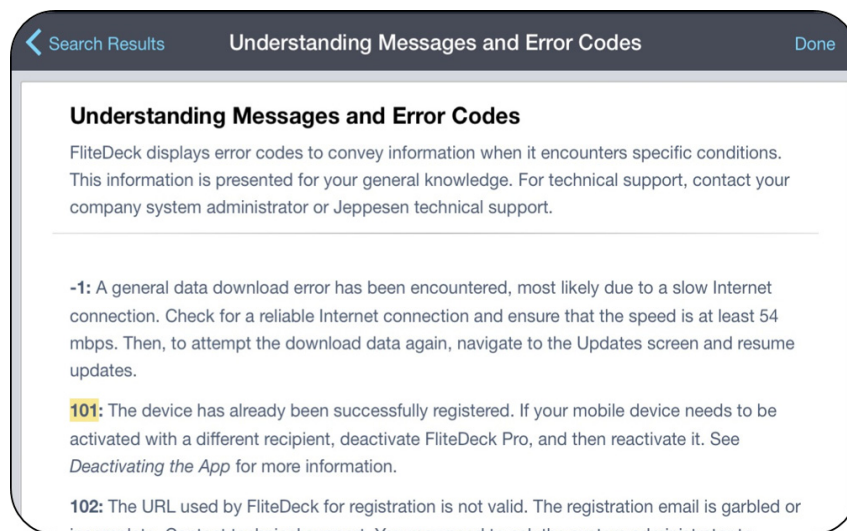 Search Results
Understanding Messages and Error Codes
Done
Understanding Messages and Error Codes
FliteDeck displays error codes to convey information when it encounters specific conditions.
This information is presented for your general knowledge. For technical support, contact your
company system administrator or Jeppesen technical support.
-1: A general data download error has been encountered, most likely due to a slow Internet
connection. Check for a reliable Internet connection and ensure that the speed is at least 54
mbps. Then, to attempt the download data again, navigate to the Updates screen and resume
updates.
101: The device has already been successfully registered. If your mobile device needs to be
activated with a different recipient, deactivate FliteDeck Pro, and then reactivate it. See
Deactivating the App for more information.
102: The URL used by FliteDeck for registration is not valid. The registration email is garbled or